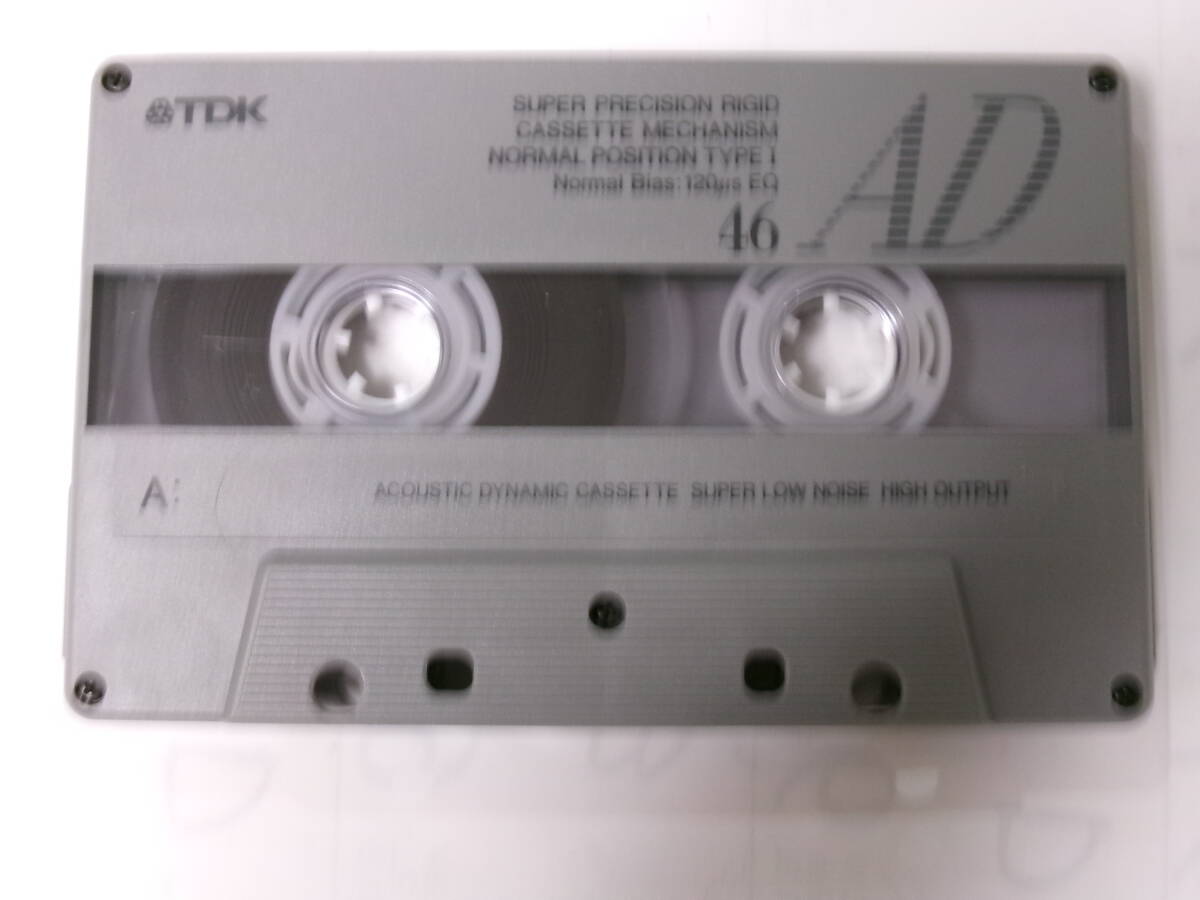 TDK
SUPER PRECISION RIGID
CASSETTE MECHANISM
NORMAL POSITION TYPE I
Normal Bias:120μs EQ
46
AD
A:
ACOUSTIC DYNAMIC CASSETTE SUPER LOW NOISE HIGH OUTPUT